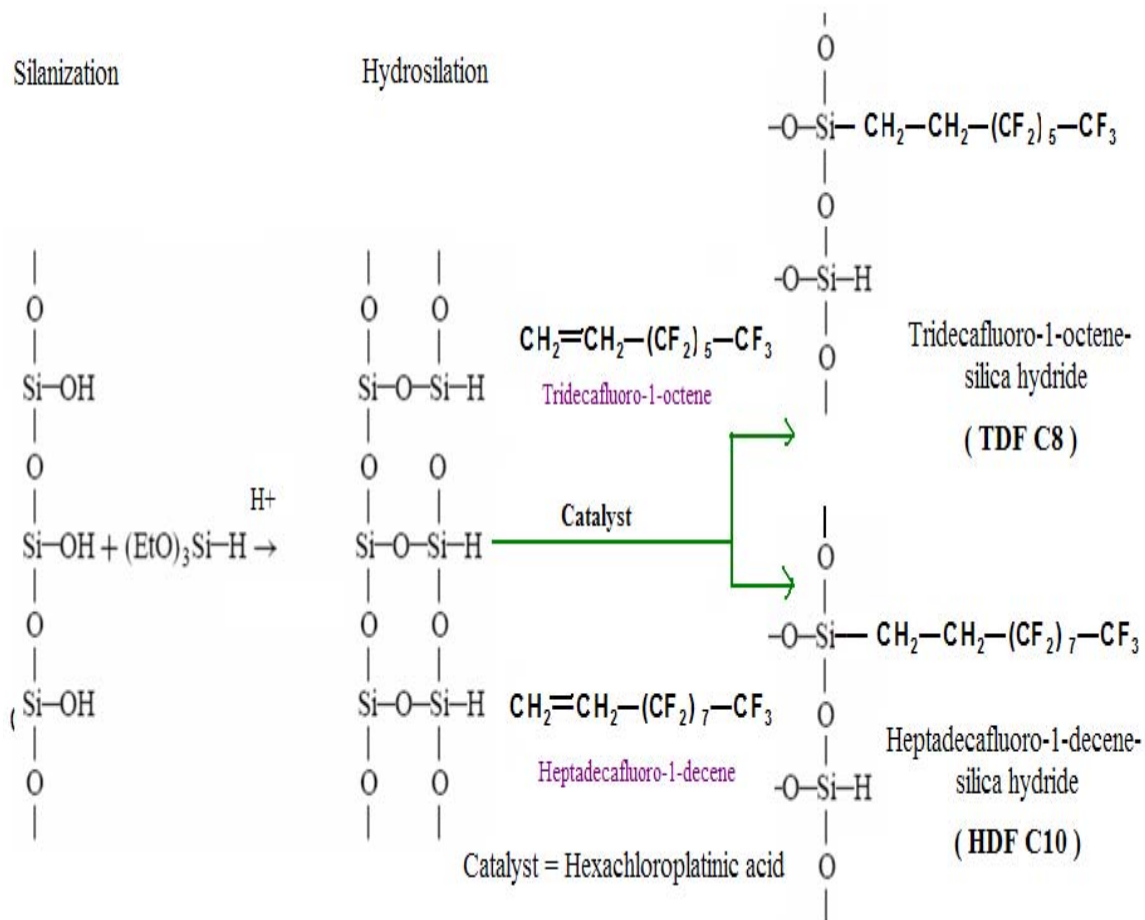 Silanization
Hydrosilation
O
-O—Si—CH₂—CH₂—(CF₂)₅—CF₃
O
-O—Si—H
O
Tridecafluoro-1-octene-
silica hydride
( TDF C8 )
O
Si—OH
O
Si—OH + (EtO)₃Si—H →
H+
O
Si—OH
O
O O
Si—O—Si—H
O O
Si—O—Si—H
O O
Si—O—Si—H
O O
CH₂=CH₂—(CF₂)₅—CF₃
Tridecafluoro-1-octene
Catalyst
CH₂=CH₂—(CF₂)₇—CF₃
Heptadecafluoro-1-decene
Catalyst = Hexachloroplatinic acid
O
-O—Si—CH₂—CH₂—(CF₂)₇—CF₃
O
-O—Si—H
O
Heptadecafluoro-1-decene-
silica hydride
( HDF C10 )